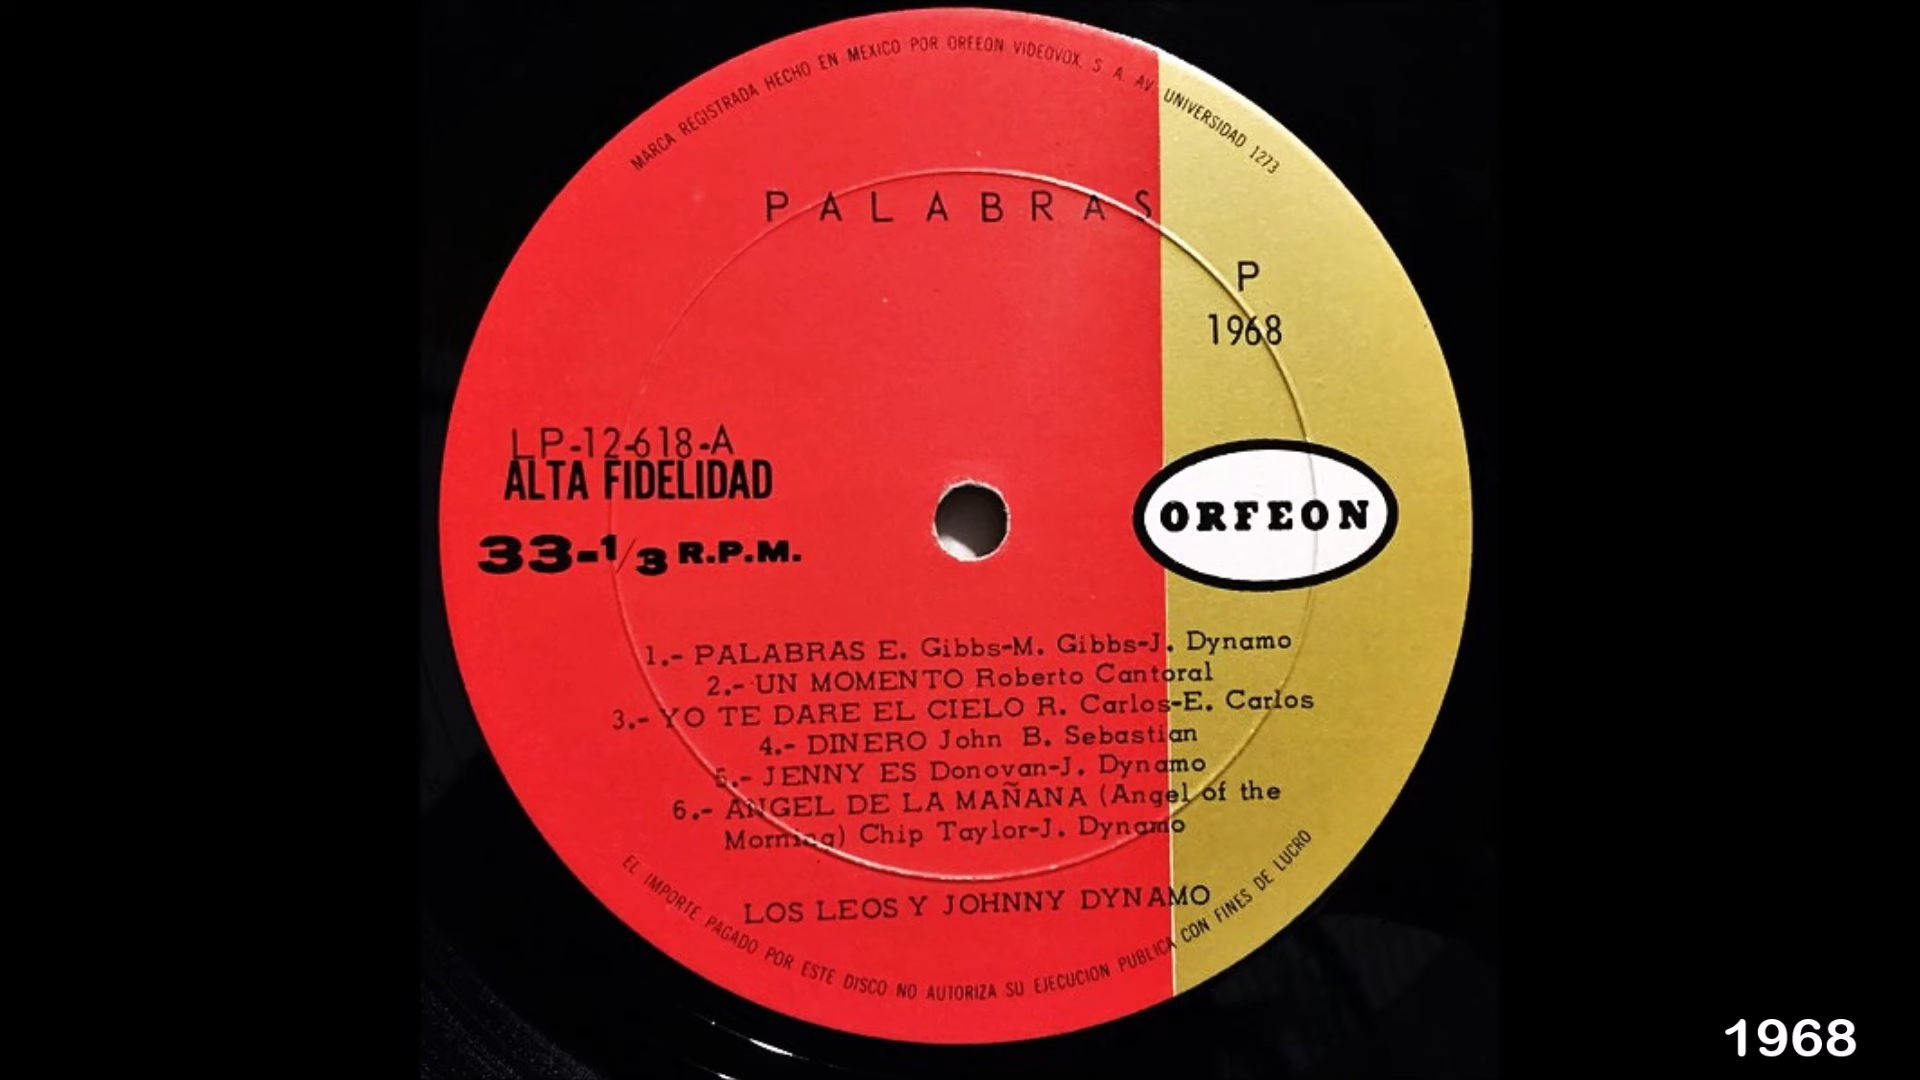 MARCA REGISTRADA HECHO EN MEXICO POR ORFEON VIDEOVOX, S. A. AV. UNIVERSIDAD 1273
PALABRAS
P
1968
LP-12-618-A
ALTA FIDELIDAD
33-1/3 R.P.M.
ORFEON
1.- PALABRAS E. Gibbs-M. Gibbs-J. Dynamo
2.- UN MOMENTO Roberto Cantoral
3.- YO TE DARE EL CIELO R. Carlos-E. Carlos
4.- DINERO John B. Sebastian
5.- JENNY ES Donovan-J. Dynamo
6.- ANGEL DE LA MAÑANA (Angel of the
Morning) Chip Taylor-J. Dynamo
LOS LEOS Y JOHNNY DYNAMO
EL IMPORTE PAGADO POR ESTE DISCO NO AUTORIZA SU EJECUCION PUBLICA CON FINES DE LUCRO
1968